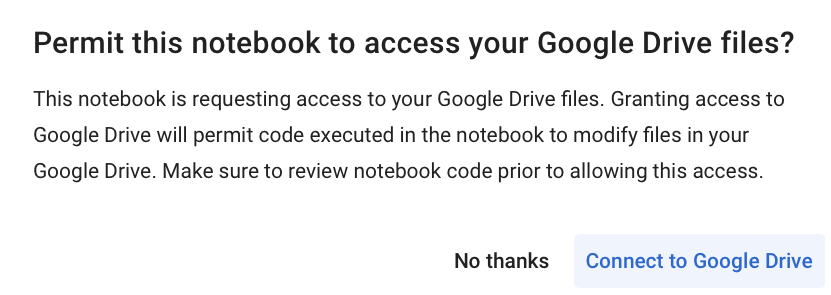 Permit this notebook to access your Google Drive files?
This notebook is requesting access to your Google Drive files. Granting access to
Google Drive will permit code executed in the notebook to modify files in your
Google Drive. Make sure to review notebook code prior to allowing this access.
No thanks Connect to Google Drive